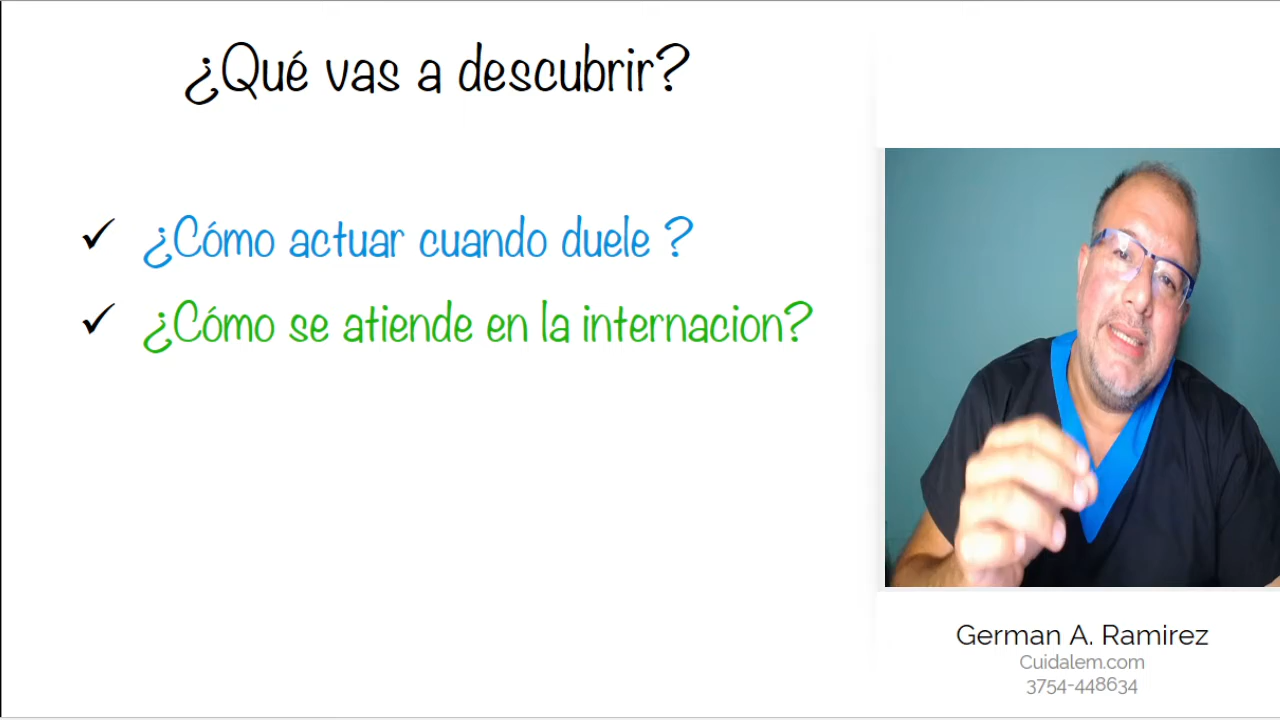 ¿Qué vas a descubrir?
✓ ¿Cómo actuar cuando duele ?
✓ ¿Cómo se atiende en la internacion?
German A. Ramirez
Cuidalem.com
3754-448634